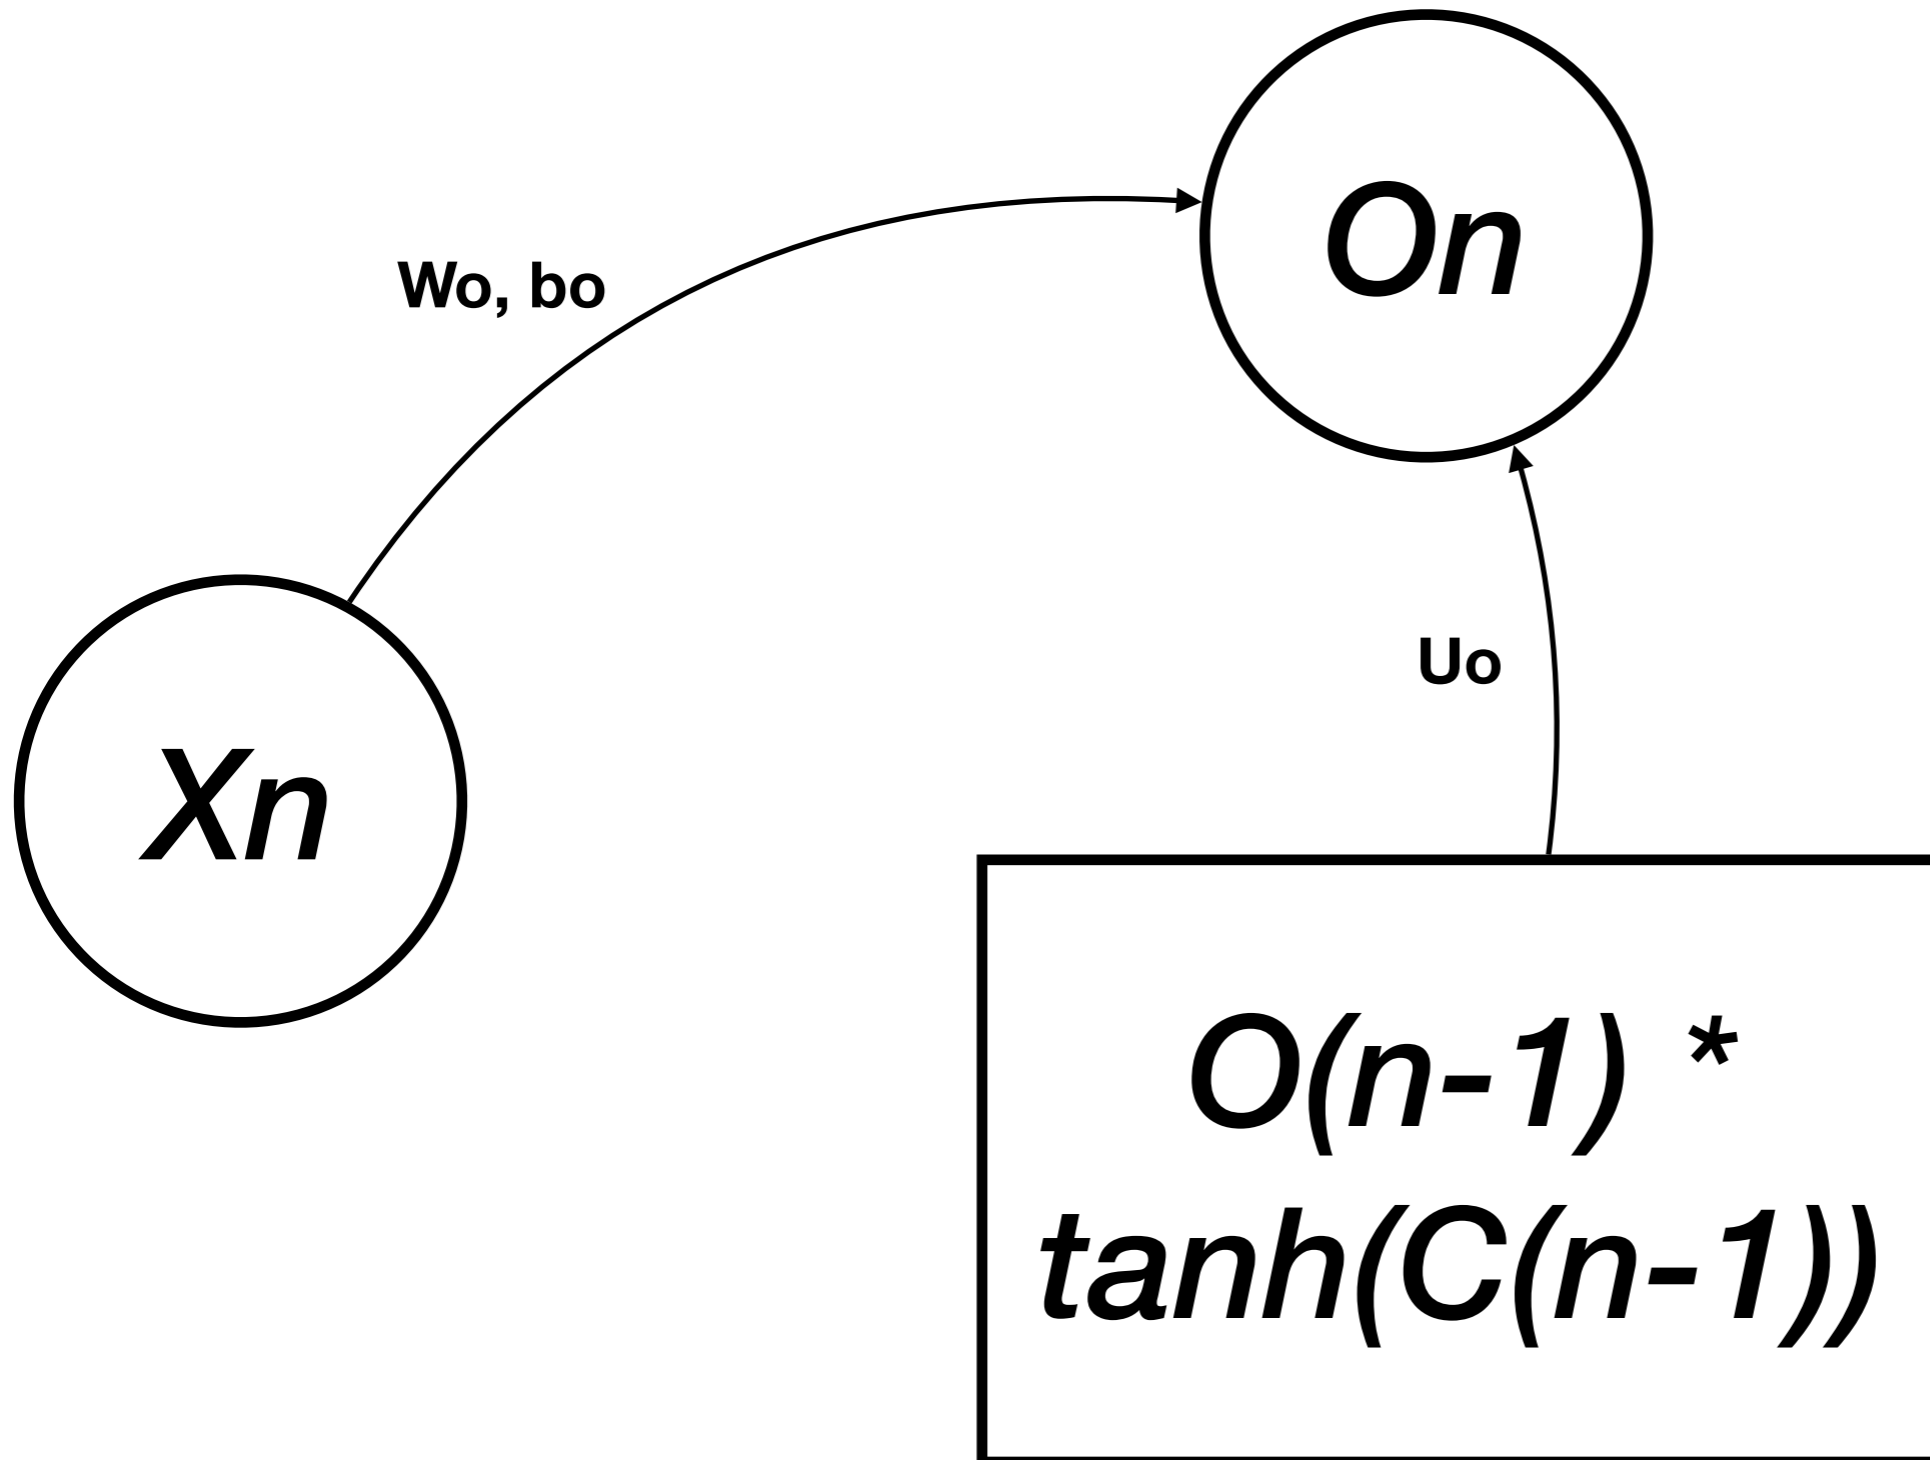 On
Wo, bo
Uo
Xn
O(n-1) *
tanh(C(n-1))